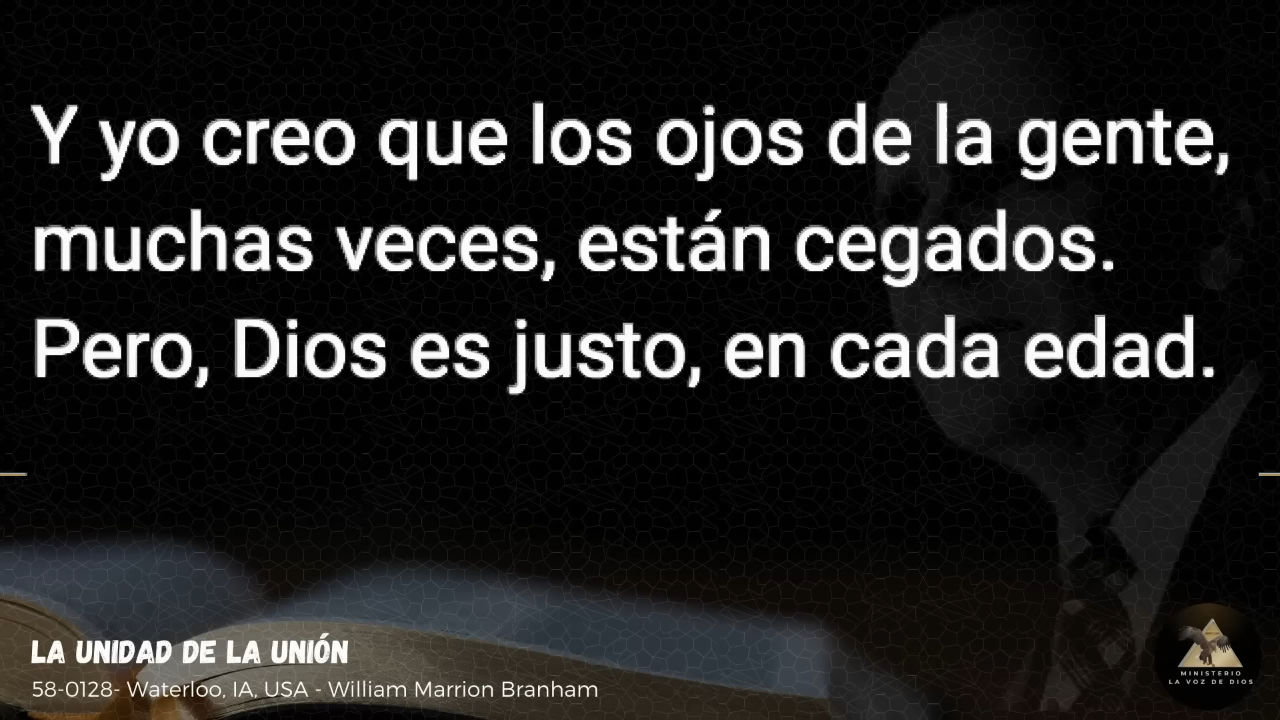 Y yo creo que los ojos de la gente,
muchas veces, están cegados.
Pero, Dios es justo, en cada edad.
LA UNIDAD DE LA UNIÓN
58-0128- Waterloo, IA, USA - William Marrion Branham
MINISTERIO
LA VOZ DE DIOS